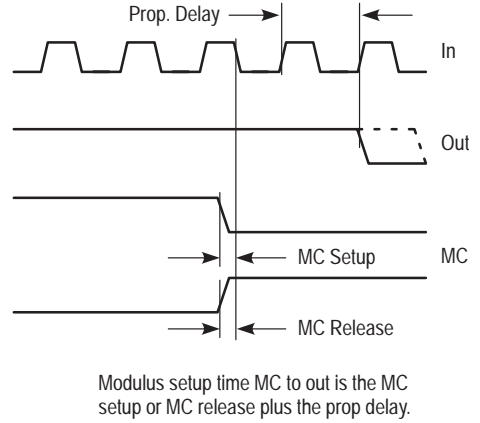 Prop. Delay
In
Out
MC Setup
MC
MC Release
Modulus setup time MC to out is the MC
setup or MC release plus the prop delay.